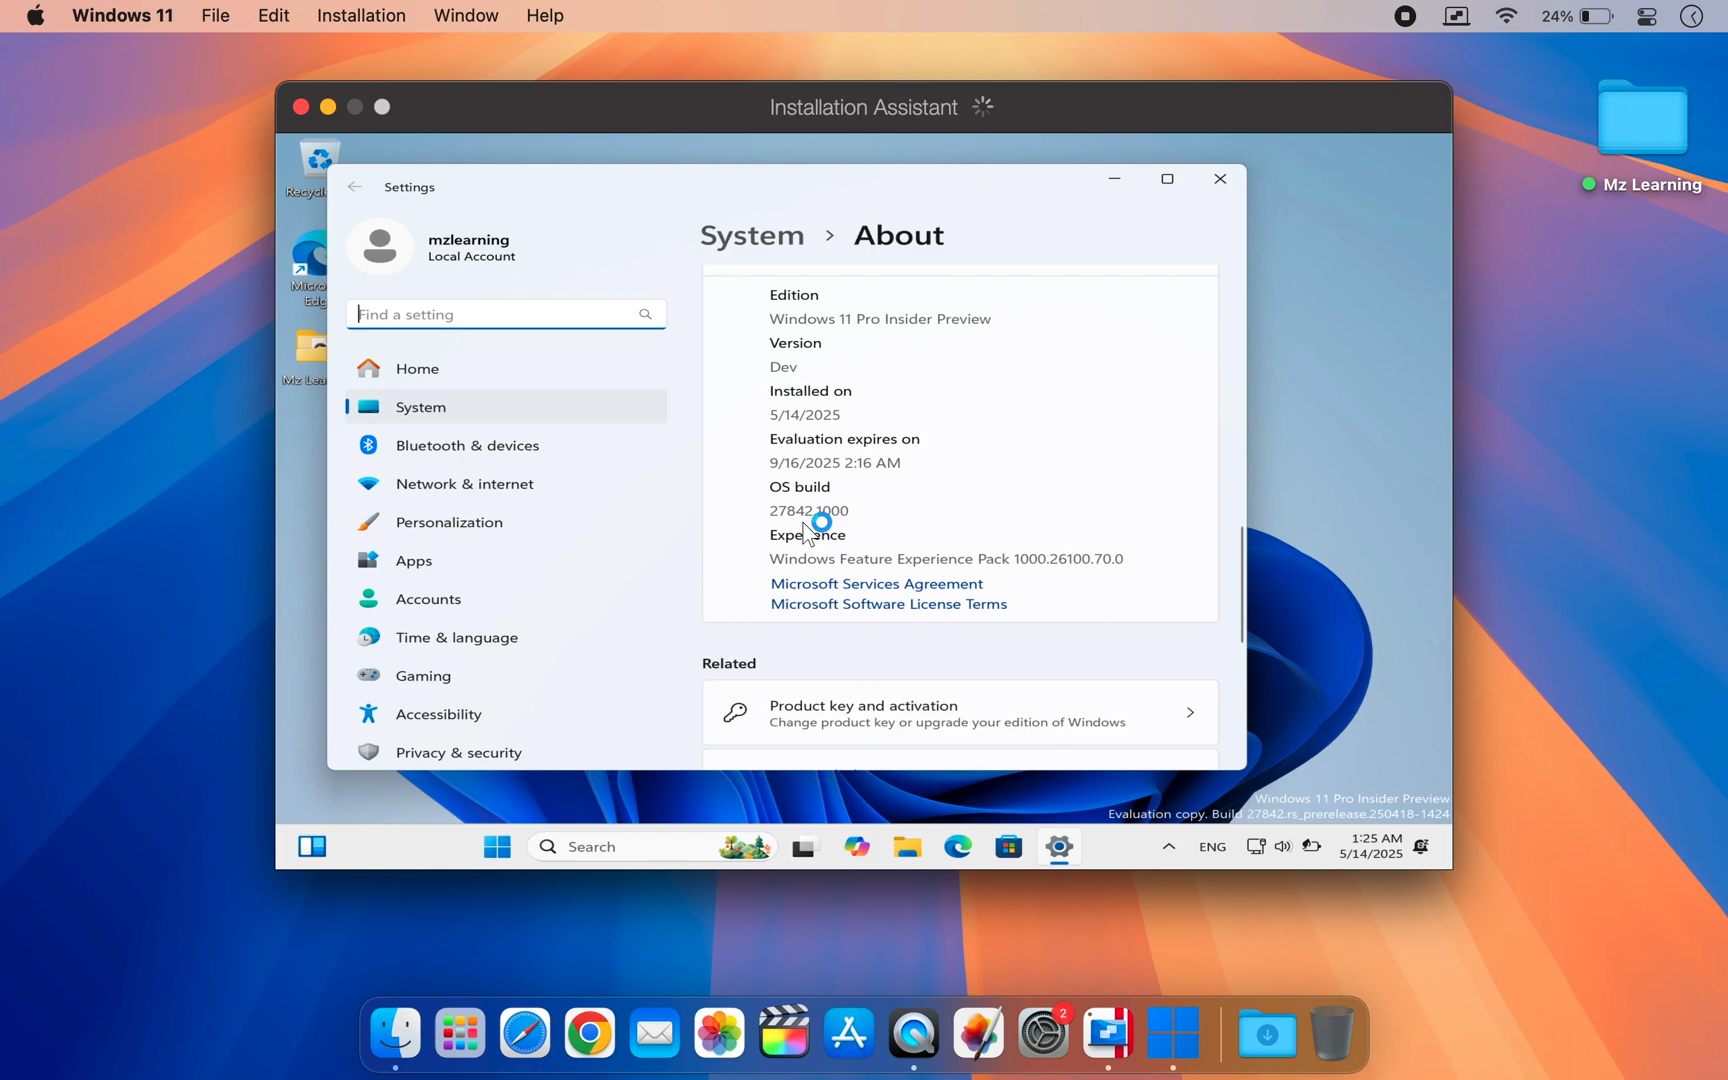 Windows 11 File Edit Installation Window Help
24%
Installation Assistant
Mz Learning
Settings
mzlearning
Local Account
Find a setting
Home
System
Bluetooth & devices
Network & internet
Personalization
Apps
Accounts
Time & language
Gaming
Accessibility
Privacy & security
System > About
Edition
Windows 11 Pro Insider Preview
Version
Dev
Installed on
5/14/2025
Evaluation expires on
9/16/2025 2:16 AM
OS build
27842.1000
Experience
Windows Feature Experience Pack 1000.26100.70.0
Microsoft Services Agreement
Microsoft Software License Terms
Related
Product key and activation
Change product key or upgrade your edition of Windows
Windows 11 Pro Insider Preview
Evaluation copy. Build 27842.rs_prerelease.250418-1424
Search
ENG
1:25 AM
5/14/2025
2